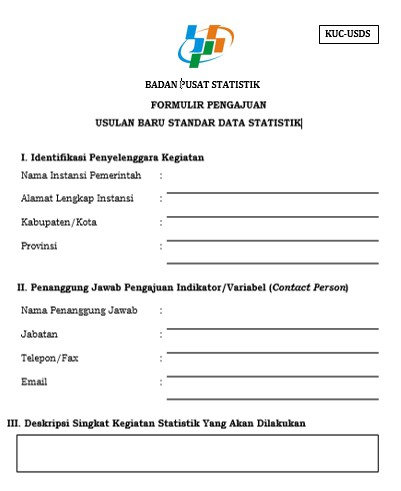 KUC-USDS
BADAN PUSAT STATISTIK
FORMULIR PENGAJUAN
USULAN BARU STANDAR DATA STATISTIK
I. Identifikasi Penyelenggara Kegiatan
Nama Instansi Pemerintah :
Alamat Lengkap Instansi :
Kabupaten/Kota :
Provinsi :
II. Penanggung Jawab Pengajuan Indikator/Variabel (Contact Person)
Nama Penanggung Jawab :
Jabatan :
Telepon/Fax :
Email :
III. Deskripsi Singkat Kegiatan Statistik Yang Akan Dilakukan